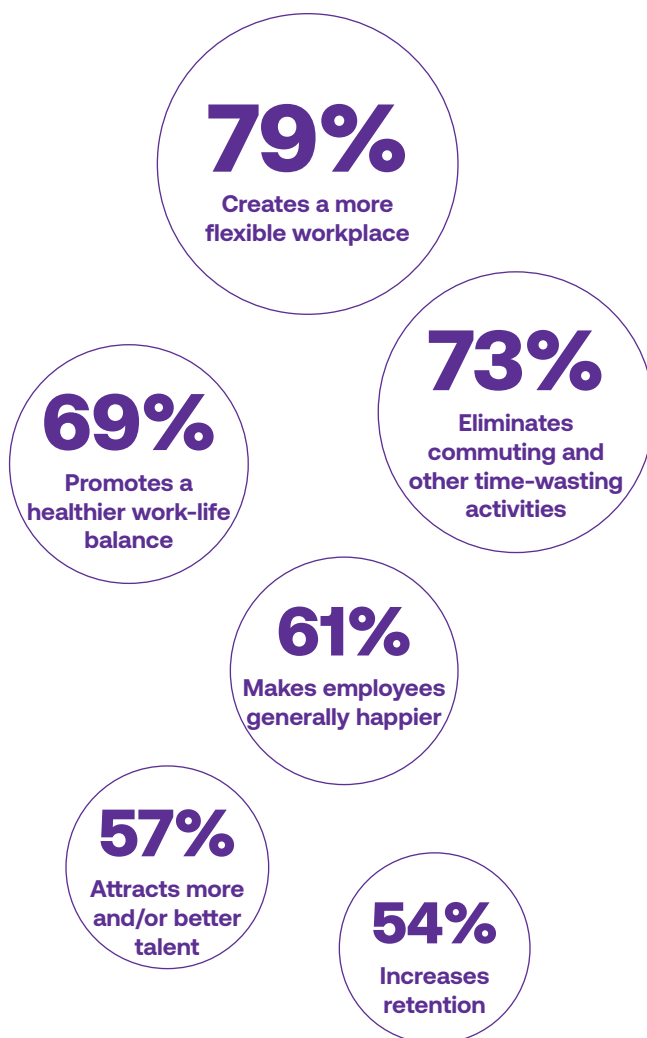 79%
Creates a more
flexible workplace
73%
Eliminates
commuting and
other time-wasting
activities
69%
Promotes a
healthier work-life
balance
61%
Makes employees
generally happier
57%
Attracts more
and/or better
talent
54%
Increases
retention